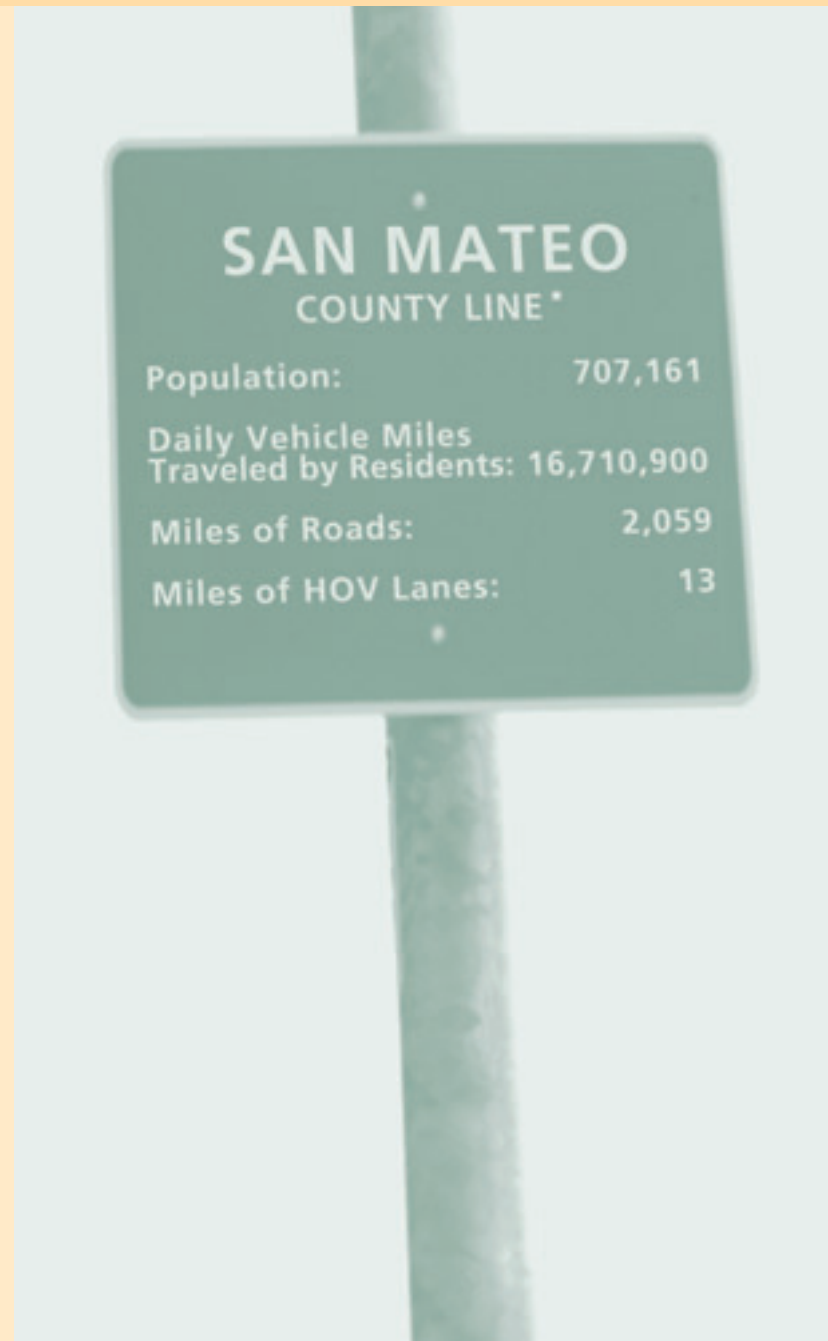 SAN MATEO
COUNTY LINE*
Population: 707,161
Daily Vehicle Miles
Traveled by Residents: 16,710,900
Miles of Roads: 2,059
Miles of HOV Lanes: 13